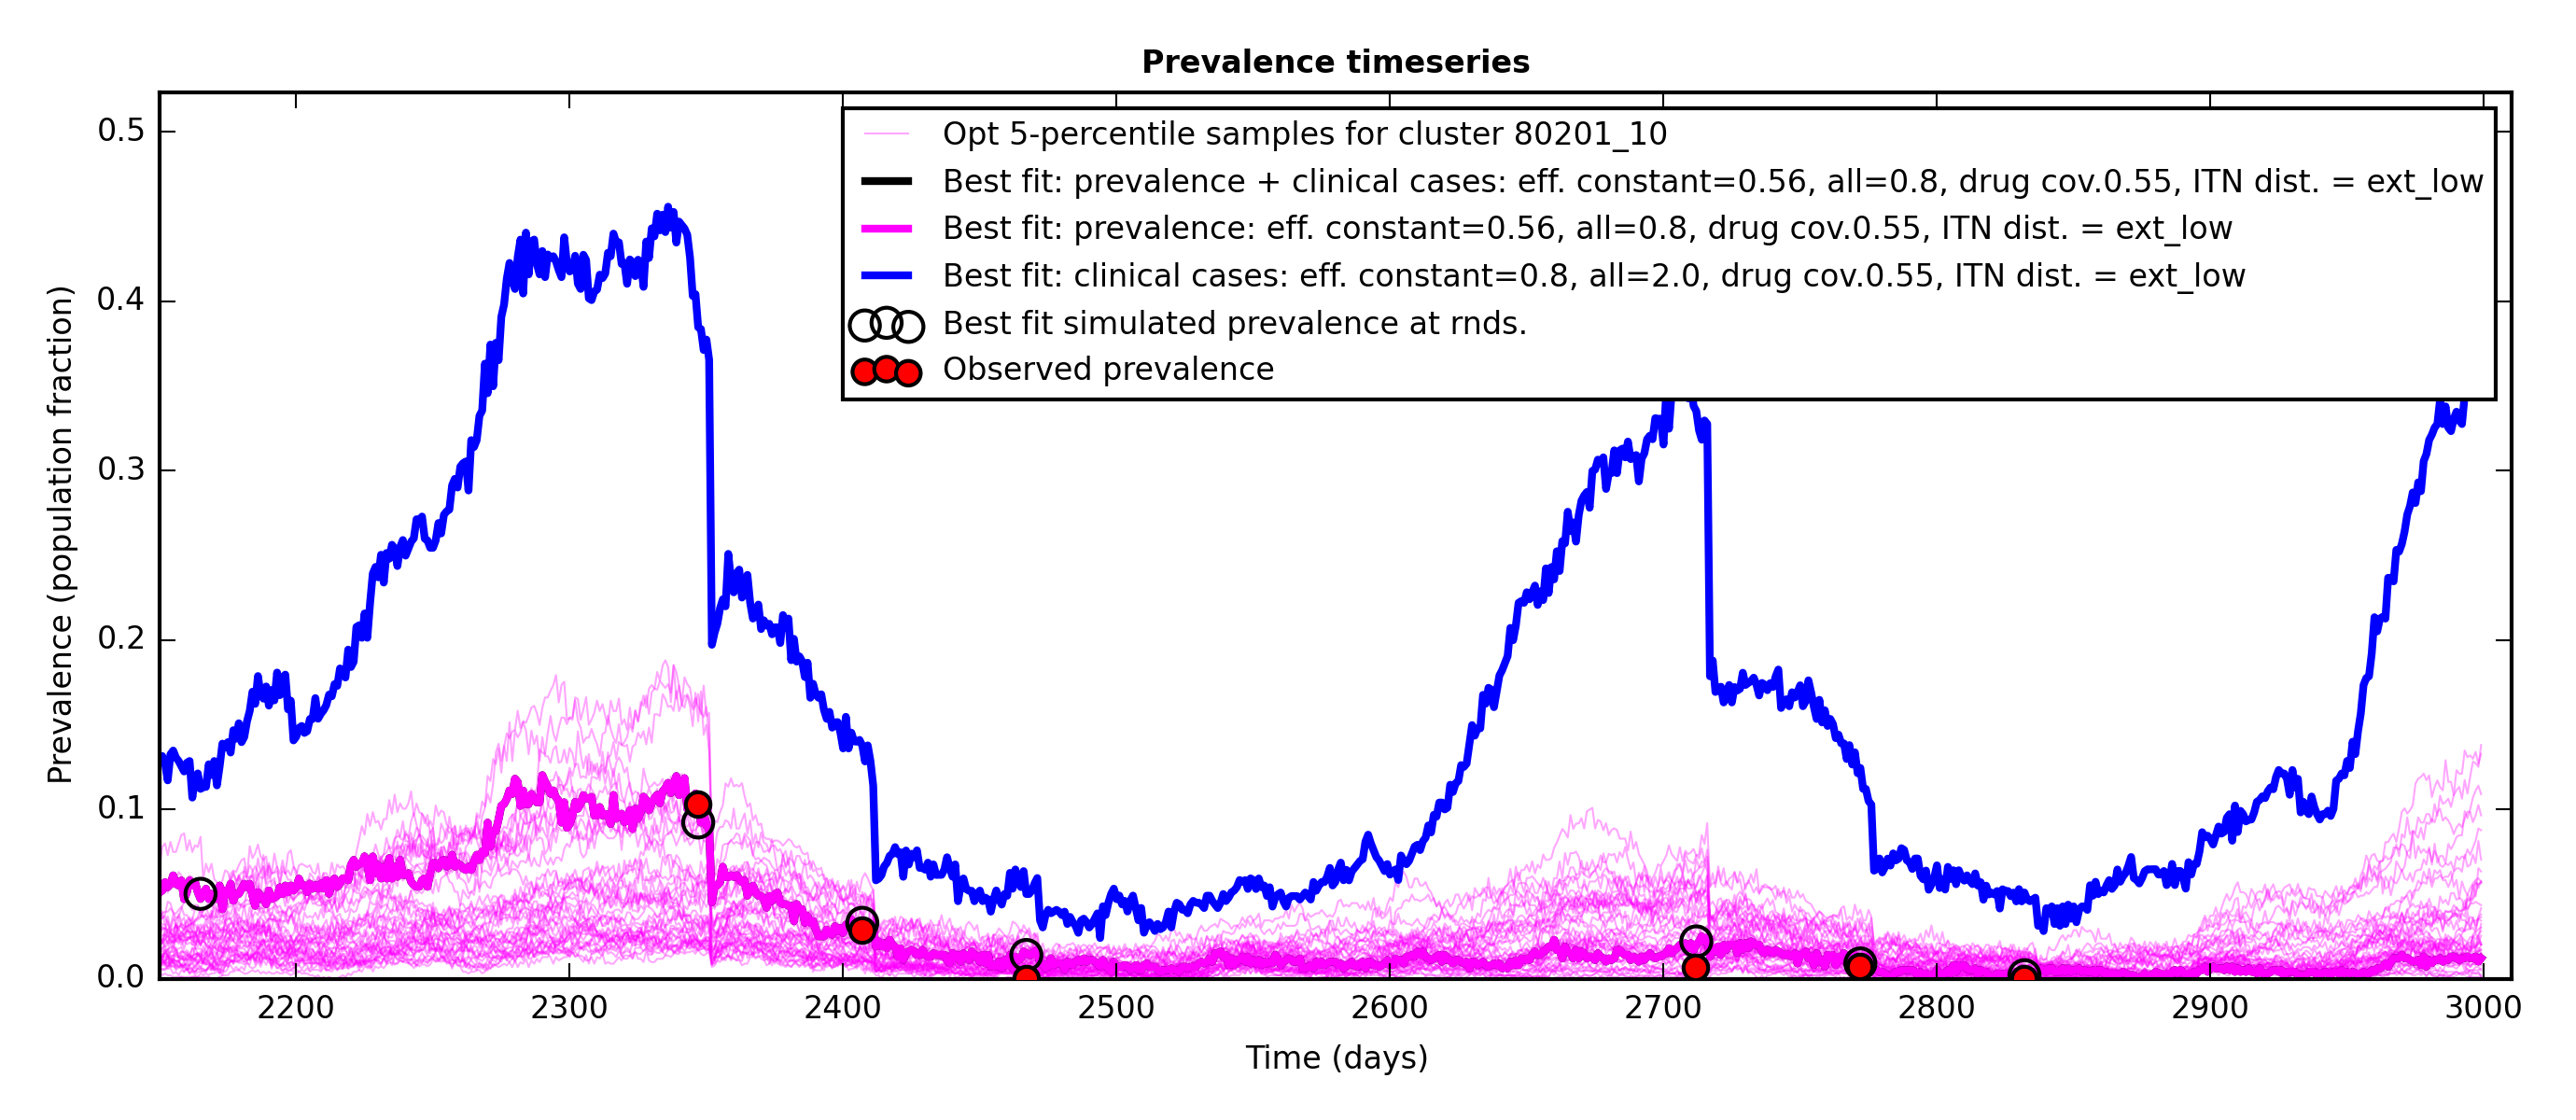 Prevalence timeseries
Opt 5-percentile samples for cluster 80201_10
Best fit: prevalence + clinical cases: eff. constant=0.56, all=0.8, drug cov.0.55, ITN dist. = ext_low
Best fit: prevalence: eff. constant=0.56, all=0.8, drug cov.0.55, ITN dist. = ext_low
Best fit: clinical cases: eff. constant=0.8, all=2.0, drug cov.0.55, ITN dist. = ext_low
Best fit simulated prevalence at rnds.
Observed prevalence
Prevalence (population fraction)
0.5
0.4
0.3
0.2
0.1
0.0
2200 2300 2400 2500 2600 2700 2800 2900 3000
Time (days)